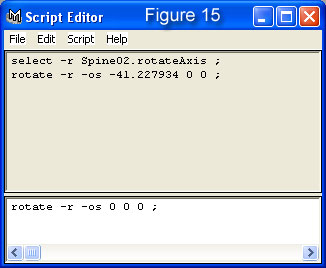 Script Editor
Figure 15
File Edit Script Help
select -r Spine02.rotateAxis ;
rotate -r -os -41.227934 0 0 ;
rotate -r -os 0 0 0 ;